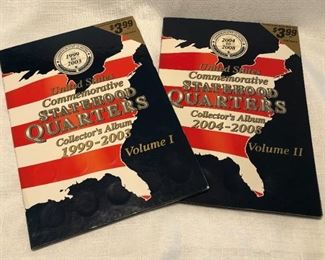 $3.99
1999
2003
United States
Commemorative
STATEHOOD
QUARTERS
Collector's Album
1999-2003
Volume I
$3.99
2004
2008
United States
Commemorative
STATEHOOD
QUARTERS
Collector's Album
2004-2008
Volume II